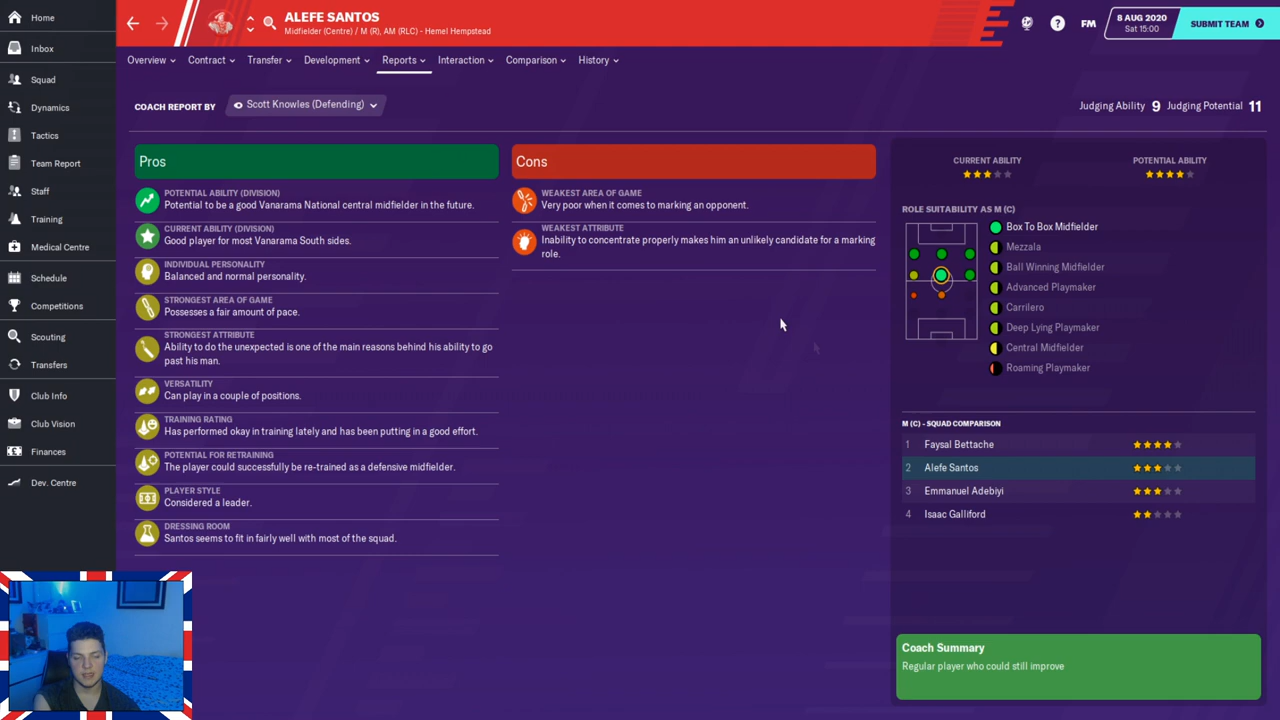 Home
Inbox
Squad
Dynamics
Tactics
Team Report
Staff
Training
Medical Centre
Schedule
Competitions
Scouting
Transfers
Club Info
Club Vision
Finances
Dev. Centre
ALEFE SANTOS
Midfielder (Centre) / M (R), AM (RLC) - Hemel Hempstead
?
FM
8 AUG 2020
Sat 15:00
SUBMIT TEAM
Overview
Contract
Transfer
Development
Reports
Interaction
Comparison
History
COACH REPORT BY
Scott Knowles (Defending)
Judging Ability 9 Judging Potential 11
Pros
POTENTIAL ABILITY (DIVISION)
Potential to be a good Vanarama National central midfielder in the future.
CURRENT ABILITY (DIVISION)
Good player for most Vanarama South sides.
INDIVIDUAL PERSONALITY
Balanced and normal personality.
STRONGEST AREA OF GAME
Possesses a fair amount of pace.
STRONGEST ATTRIBUTE
Ability to do the unexpected is one of the main reasons behind his ability to go
past his man.
VERSATILITY
Can play in a couple of positions.
TRAINING RATING
Has performed okay in training lately and has been putting in a good effort.
POTENTIAL FOR RETRAINING
The player could successfully be re-trained as a defensive midfielder.
PLAYER STYLE
Considered a leader.
DRESSING ROOM
Santos seems to fit in fairly well with most of the squad.
Cons
WEAKEST AREA OF GAME
Very poor when it comes to marking an opponent.
WEAKEST ATTRIBUTE
Inability to concentrate properly makes him an unlikely candidate for a marking
role.
CURRENT ABILITY
POTENTIAL ABILITY
ROLE SUITABILITY AS M (C)
Box To Box Midfielder
Mezzala
Ball Winning Midfielder
Advanced Playmaker
Carrilero
Deep Lying Playmaker
Central Midfielder
Roaming Playmaker
M (C) - SQUAD COMPARISON
1 Faysal Bettache
2 Alefe Santos
3 Emmanuel Adebiyi
4 Isaac Galliford
Coach Summary
Regular player who could still improve